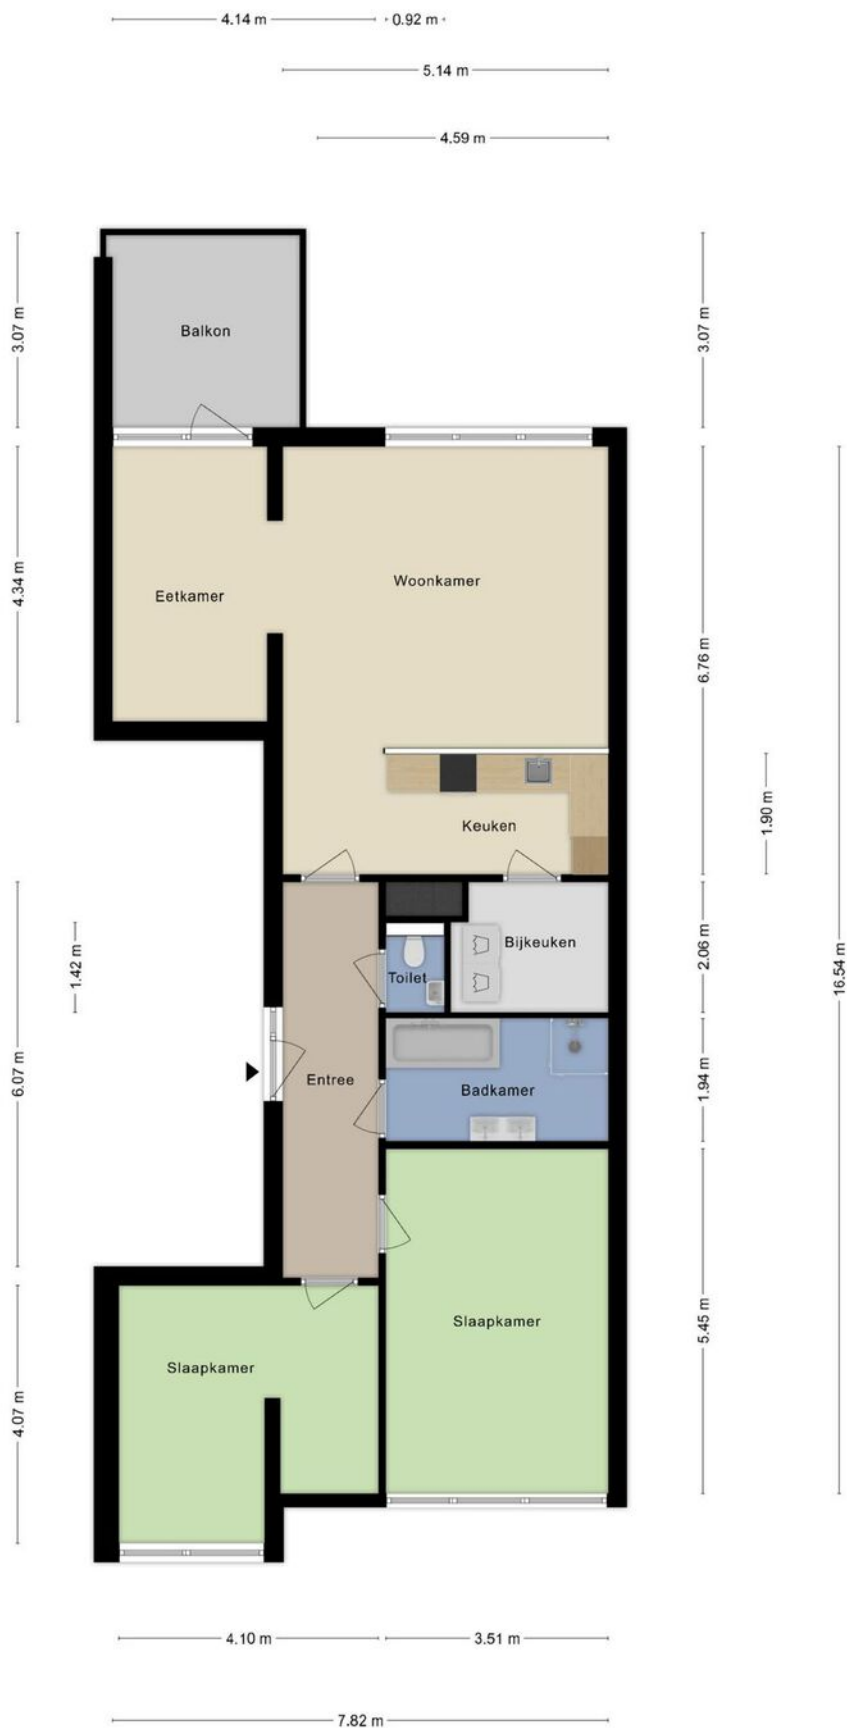 4.14 m
0.92 m
5.14 m
4.59 m
3.07 m
3.07 m
Balkon
4.34 m
Eetkamer
Woonkamer
6.76 m
1.90 m
Keuken
1.42 m
2.06 m
16.54 m
Bijkeuken
Toilet
6.07 m
Entree
Badkamer
1.94 m
Slaapkamer
5.45 m
Slaapkamer
4.07 m
4.10 m
3.51 m
7.82 m